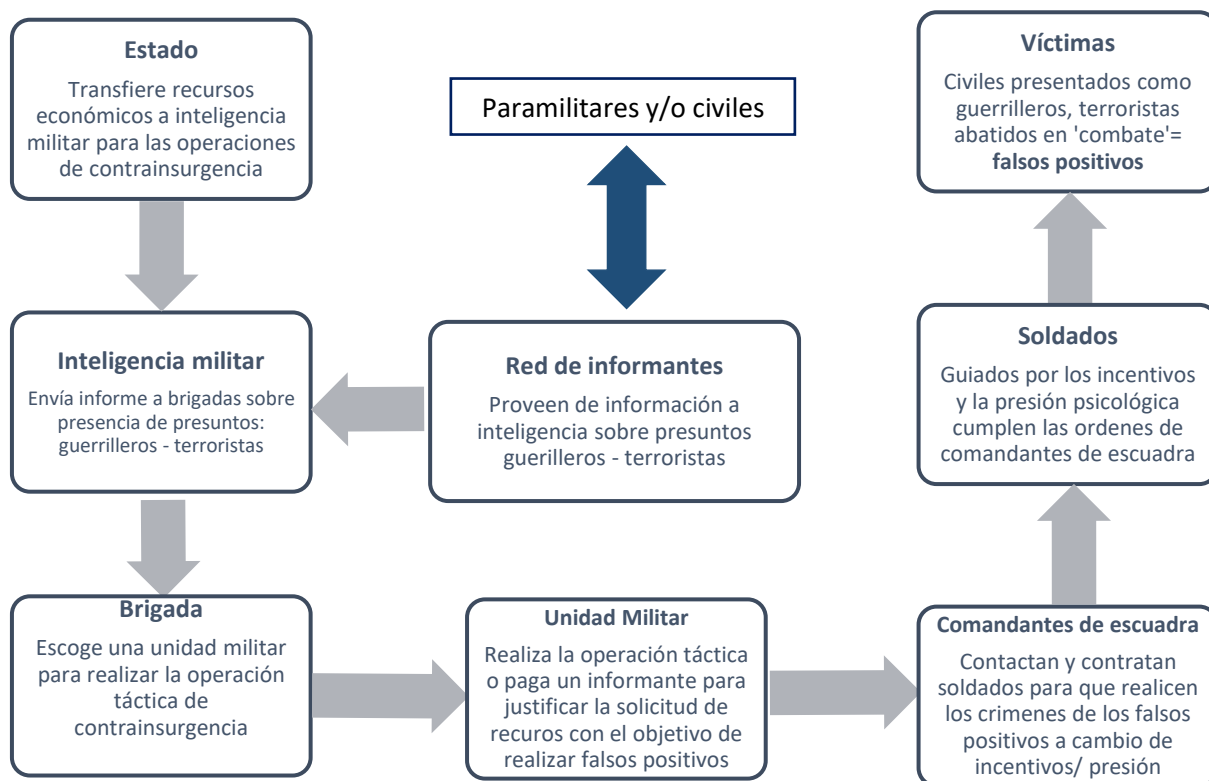 Estado
Transfiere recursos
económicos a inteligencia
militar para las operaciones
de contrainsurgencia
Paramilitares y/o civiles
Víctimas
Civiles presentados como
guerrilleros, terroristas
abatidos en 'combate'=
falsos positivos
Inteligencia militar
Envía informe a brigadas sobre
presencia de presuntos:
guerrilleros - terroristas
Red de informantes
Proveen de información a
inteligencia sobre presuntos
guerilleros - terroristas
Soldados
Guiados por los incentivos
y la presión psicológica
cumplen las ordenes de
comandantes de escuadra
Brigada
Escoge una unidad militar
para realizar la operación
táctica de
contrainsurgencia
Unidad Militar
Realiza la operación táctica
o paga un informante para
justificar la solicitud de
recuros con el objetivo de
realizar falsos positivos
Comandantes de escuadra
Contactan y contratan
soldados para que realicen
los crimenes de los falsos
positivos a cambio de
incentivos/ presión